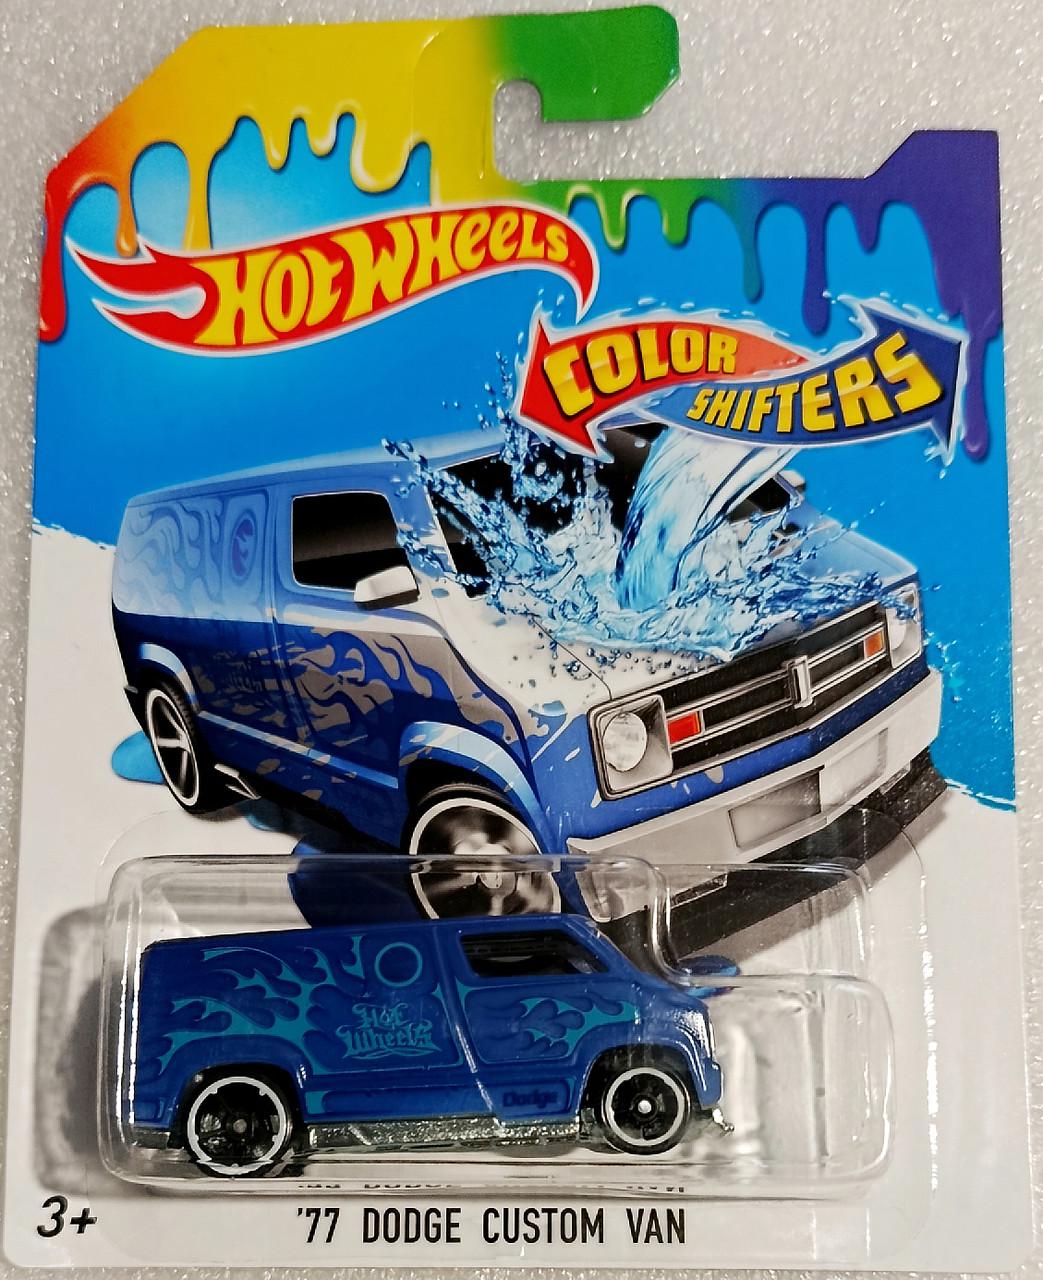 HOT WHEELS
COLOR
SHIFTERS
Hot
Wheels
Dodge
3+
'77 DODGE CUSTOM VAN